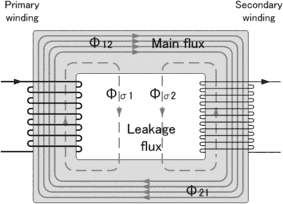 Primary
winding
Secondary
winding
Φ12
Main flux
Φlσ1
Φlσ2
Leakage
flux
Φ21